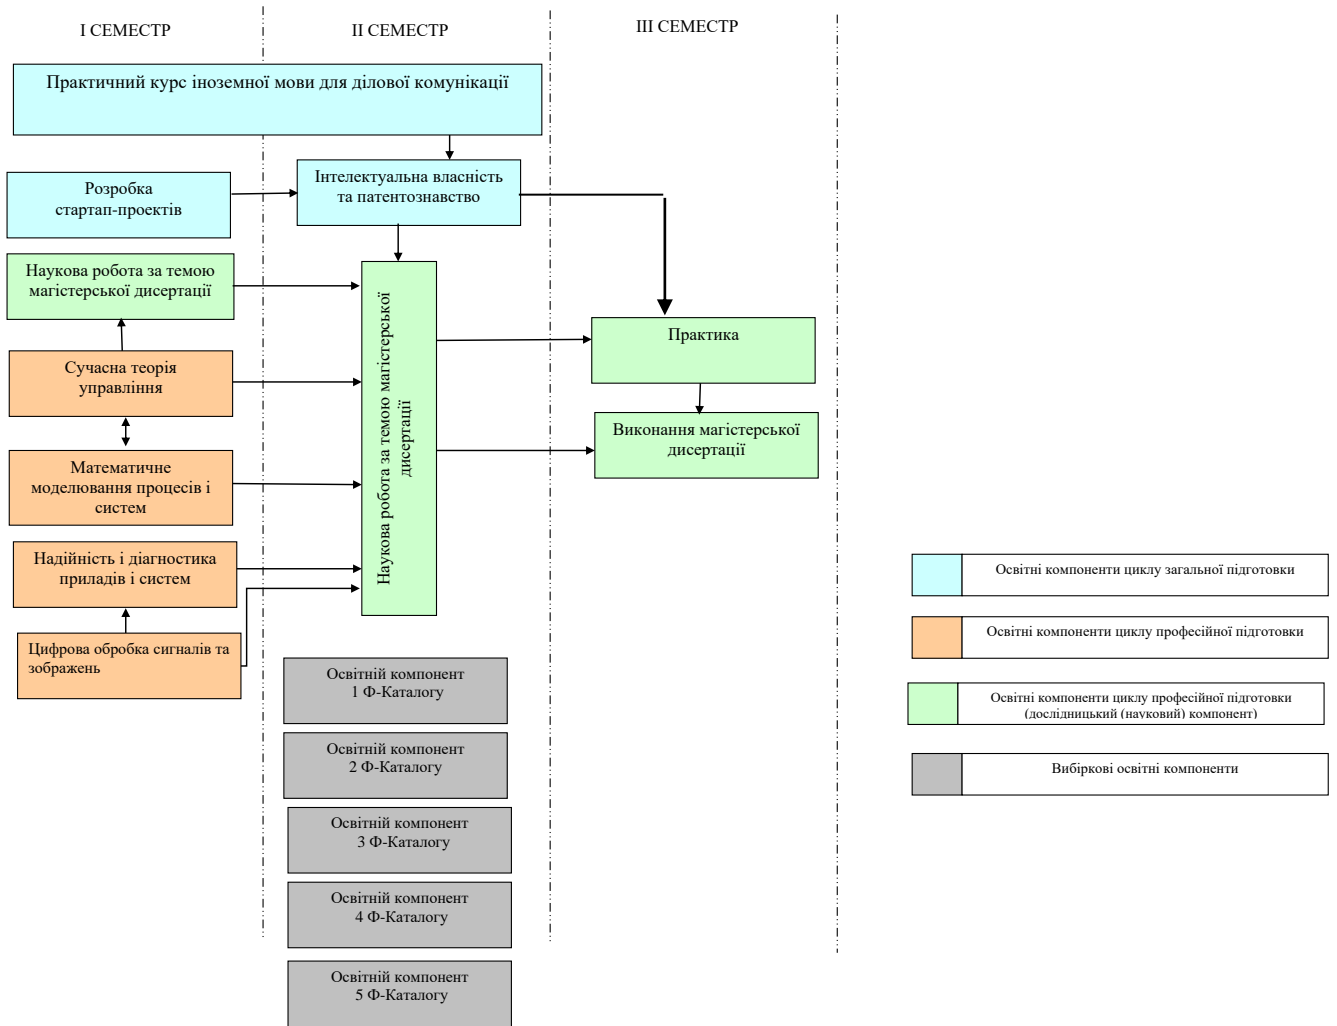 І СЕМЕСТР
ІІ СЕМЕСТР
ІІІ СЕМЕСТР
Практичний курс іноземної мови для ділової комунікації
Розробка
стартап-проектів
Інтелектуальна власність
та патентознавство
Наукова робота за темою
магістерської дисертації
Сучасна теорія
управління
Математичне
моделювання процесів і
систем
Надійність і діагностика
приладів і систем
Цифрова обробка сигналів та
зображень
Наукова робота за темою магістерської
дисертації
Практика
Виконання магістерської
дисертації
Освітній компонент
1 Ф-Каталогу
Освітній компонент
2 Ф-Каталогу
Освітній компонент
3 Ф-Каталогу
Освітній компонент
4 Ф-Каталогу
Освітній компонент
5 Ф-Каталогу
Освітні компоненти циклу загальної підготовки
Освітні компоненти циклу професійної підготовки
Освітні компоненти циклу професійної підготовки
(дослідницький (науковий) компонент)
Вибіркові освітні компоненти